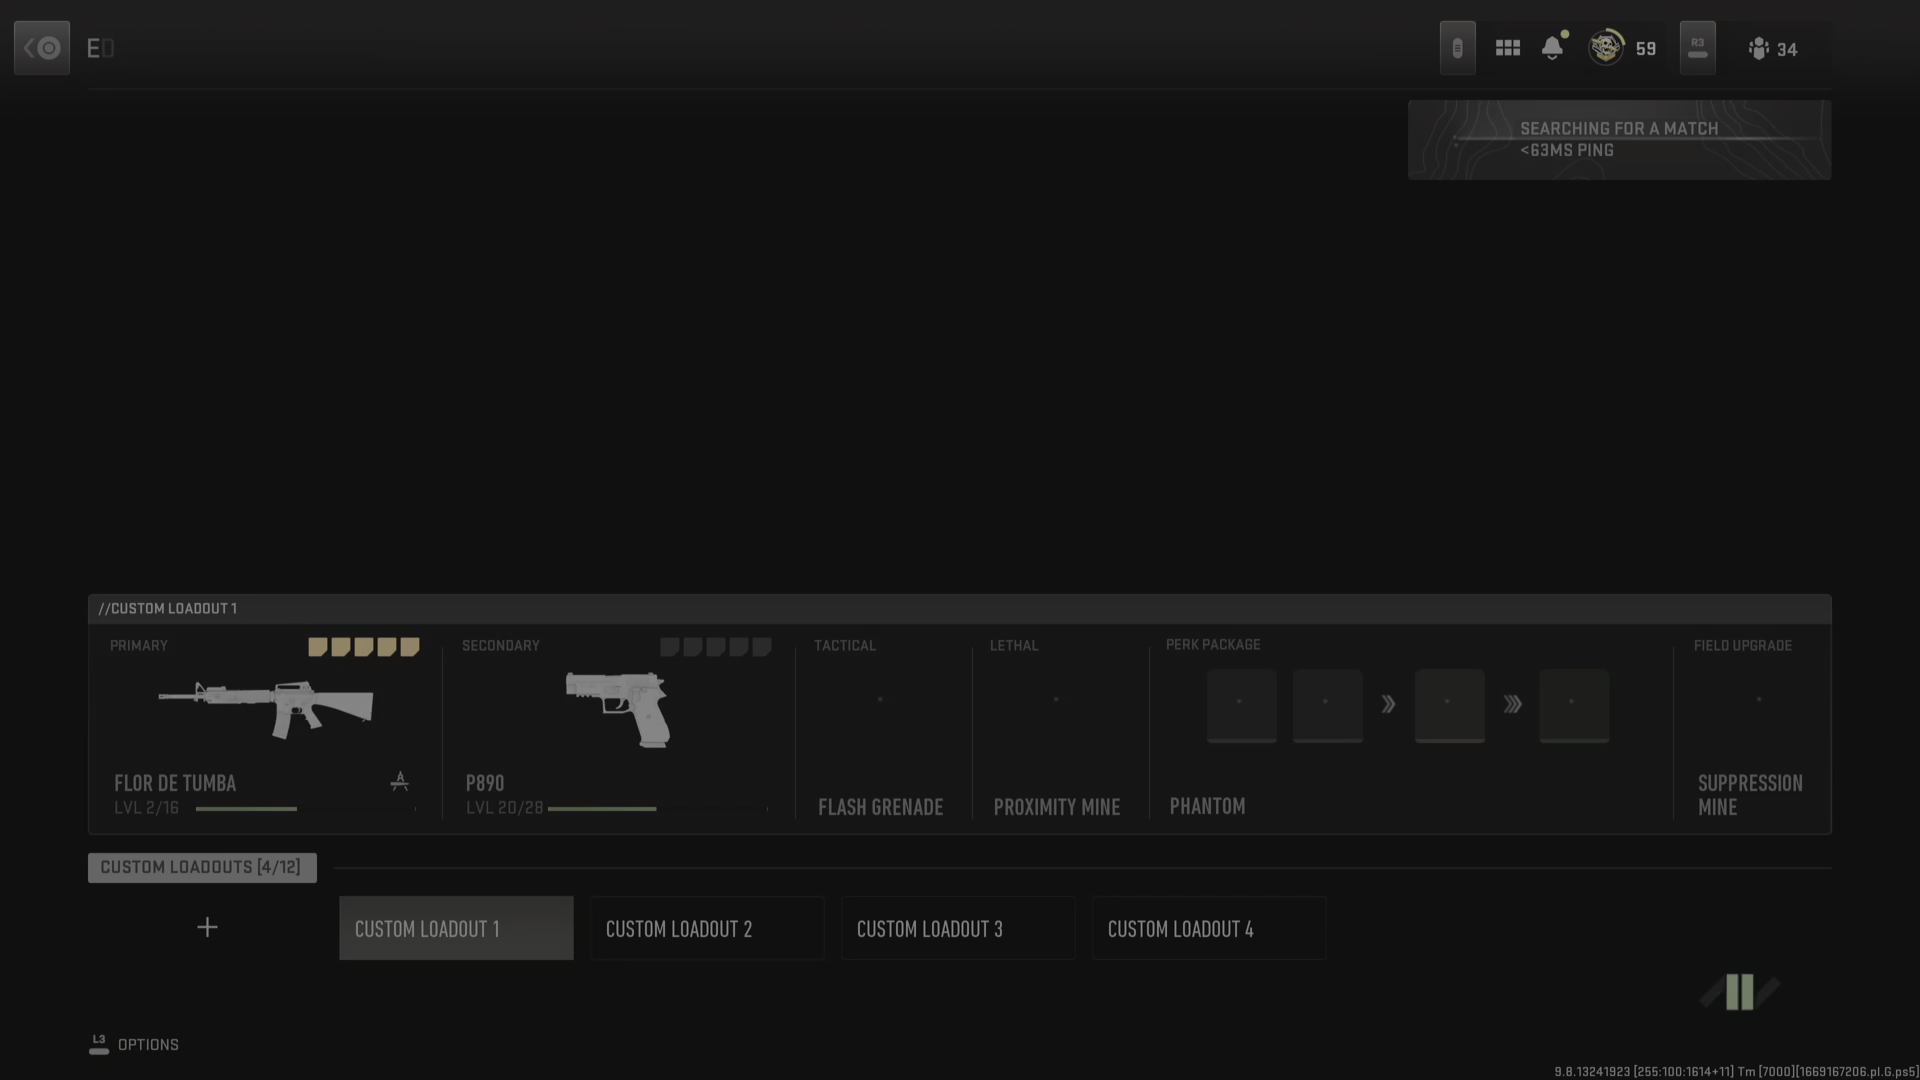 ED
59
R3
34
SEARCHING FOR A MATCH
<63MS PING
//CUSTOM LOADOUT 1
PRIMARY
SECONDARY
TACTICAL
LETHAL
PERK PACKAGE
FIELD UPGRADE
FLOR DE TUMBA
LVL 2/16
P890
LVL 20/28
FLASH GRENADE
PROXIMITY MINE
PHANTOM
SUPPRESSION
MINE
CUSTOM LOADOUTS [4/12]
CUSTOM LOADOUT 1
CUSTOM LOADOUT 2
CUSTOM LOADOUT 3
CUSTOM LOADOUT 4
L3
OPTIONS
9.8.13241923 [255:100:1614+11] Tm [7000][1669167206.pl.G.ps5]